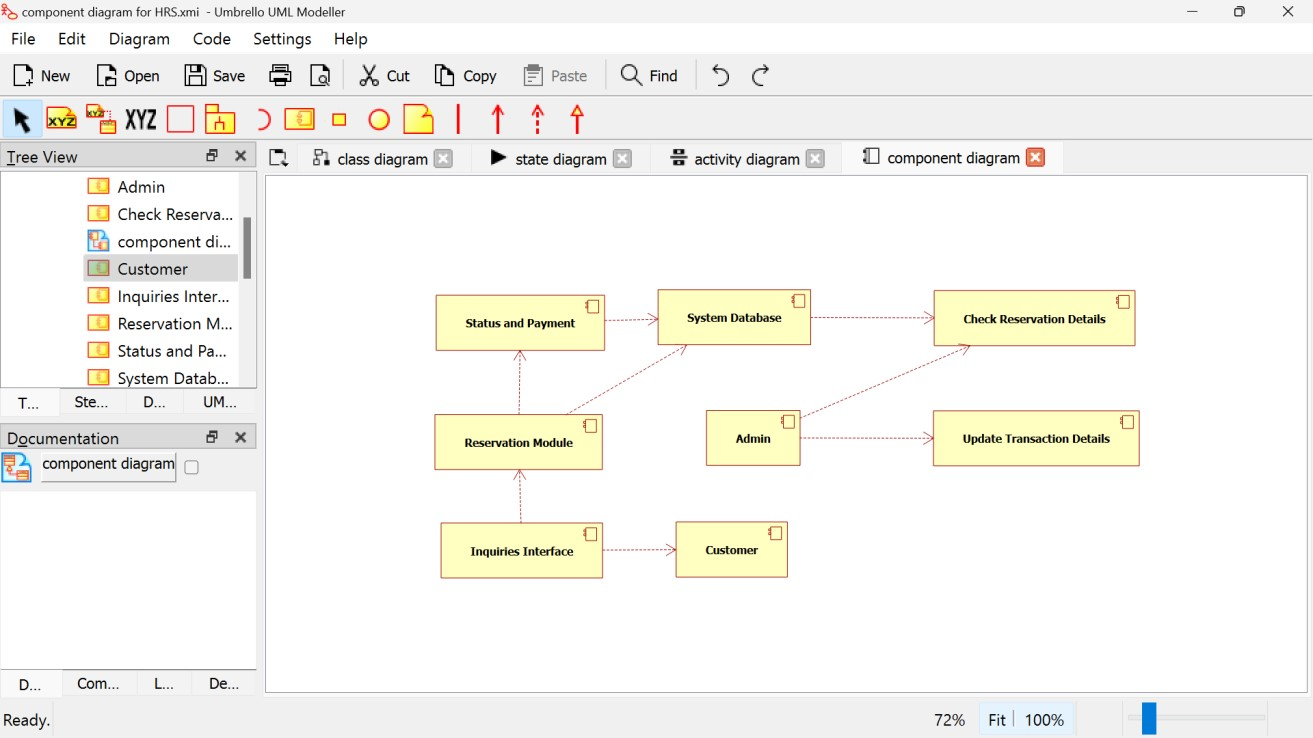 component diagram for HRS.xmi - Umbrello UML Modeller
File Edit Diagram Code Settings Help
New Open Save Cut Copy Paste Find
XYZ XYZ XYZ
Tree View
class diagram state diagram activity diagram component diagram
Admin
Check Reserva...
component di...
Customer
Inquiries Inter...
Reservation M...
Status and Pa...
System Datab...
T... Ste... D... UM...
Documentation
component diagram
D... Com... L... De...
Status and Payment
System Database
Check Reservation Details
Reservation Module
Admin
Update Transaction Details
Inquiries Interface
Customer
Ready.
72% Fit 100%